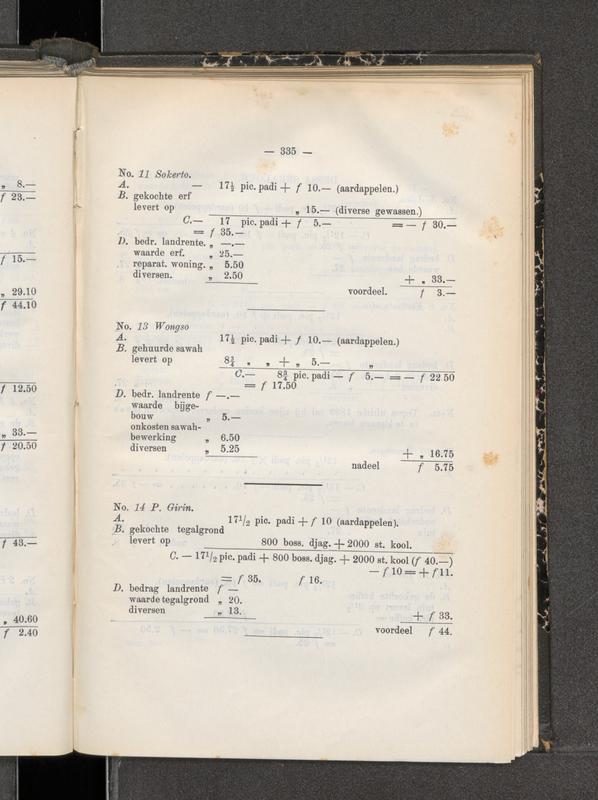 „ 8.—
f 23.—
f 15.—
„ 29.10
f 44.10
f 12.50
„ 33.—
f 20.50
f 43.—
„ 40.60
f 2.40
— 335 —
No. 11 Sokerto.
A. — 17½ pic. padi + f 10.— (aardappelen.)
B. gekochte erf
levert op „ 15.— (diverse gewassen.)
C.— 17 pic. padi + f 5.— = — f 30.—
= f 35.—
D. bedr. landrente. „ —.—
waarde erf. „ 25.—
reparat. woning. „ 5.50
diversen. „ 2.50 + „ 33.—
voordeel. f 3.—
No. 13 Wongso
A. 17½ pic. padi + f 10.— (aardappelen.)
B. gehuurde sawah
levert op 8¾ „ „ + „ 5.— „
C.— 8¾ pic. padi — f 5.— = — f 22 50
= f 17.50
D. bedr. landrente f —.—
waarde bijge-
bouw „ 5.—
onkosten sawah-
bewerking „ 6.50
diversen „ 5.25 + „ 16.75
nadeel f 5.75
No. 14 P. Girin.
A. 17¹/₂ pic. padi + f 10 (aardappelen).
B. gekochte tegalgrond
levert op 800 boss. djag. + 2000 st. kool.
C. — 17¹/₂ pic. padi + 800 boss. djag. + 2000 st. kool (f 40.—)
— f 10 = + f 11.
= f 35. f 16.
D. bedrag landrente f —
waarde tegalgrond „ 20.
diversen „ 13. + f 33.
voordeel f 44.